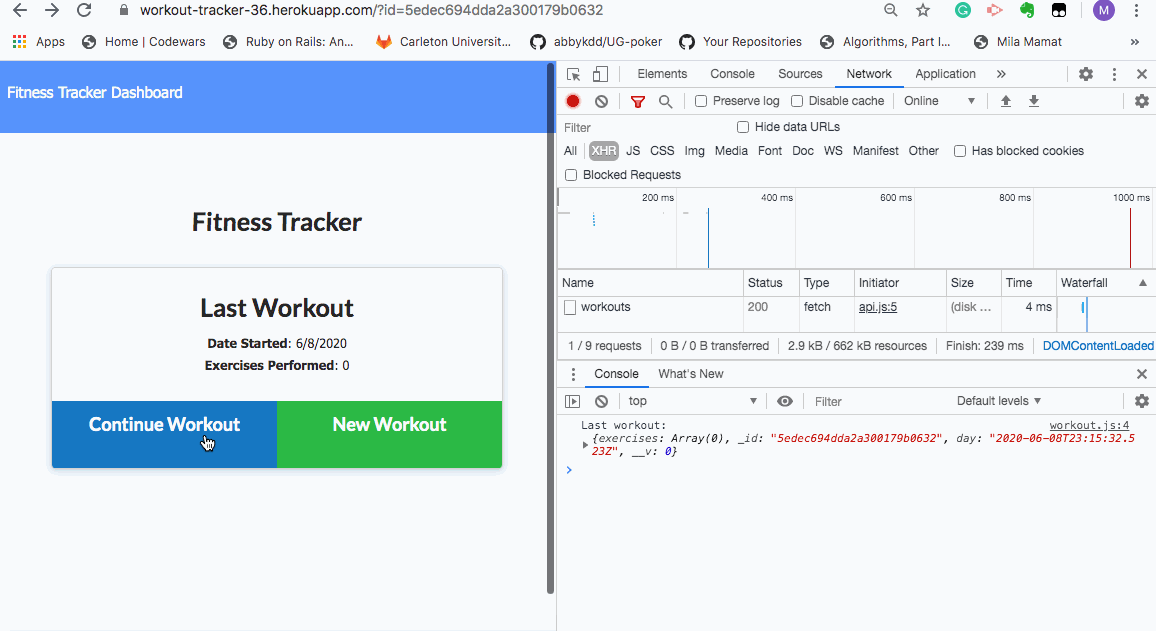 workout-tracker-36.herokuapp.com/?id=5edec694dda2a300179b0632
M
Apps Home | Codewars Ruby on Rails: An... Carleton Universit... abbykdd/UG-poker Your Repositories Algorithms, Part I... Mila Mamat »
Fitness Tracker Dashboard
Fitness Tracker
Last Workout
Date Started: 6/8/2020
Exercises Performed: 0
Continue Workout New Workout
Elements Console Sources Network Application »
Preserve log Disable cache Online
Filter Hide data URLs
All XHR JS CSS Img Media Font Doc WS Manifest Other Has blocked cookies
Blocked Requests
200 ms 400 ms 600 ms 800 ms 1000 ms
Name Status Type Initiator Size Time Waterfall
workouts 200 fetch api.js:5 (disk ... 4 ms
1 / 9 requests 0 B / 0 B transferred 2.9 kB / 662 kB resources Finish: 239 ms DOMContentLoaded
Console What's New
top Filter Default levels
Last workout: workout.js:4
{exercises: Array(0), _id: "5edec694dda2a300179b0632", day: "2020-06-08T23:15:32.5
23Z", __v: 0}